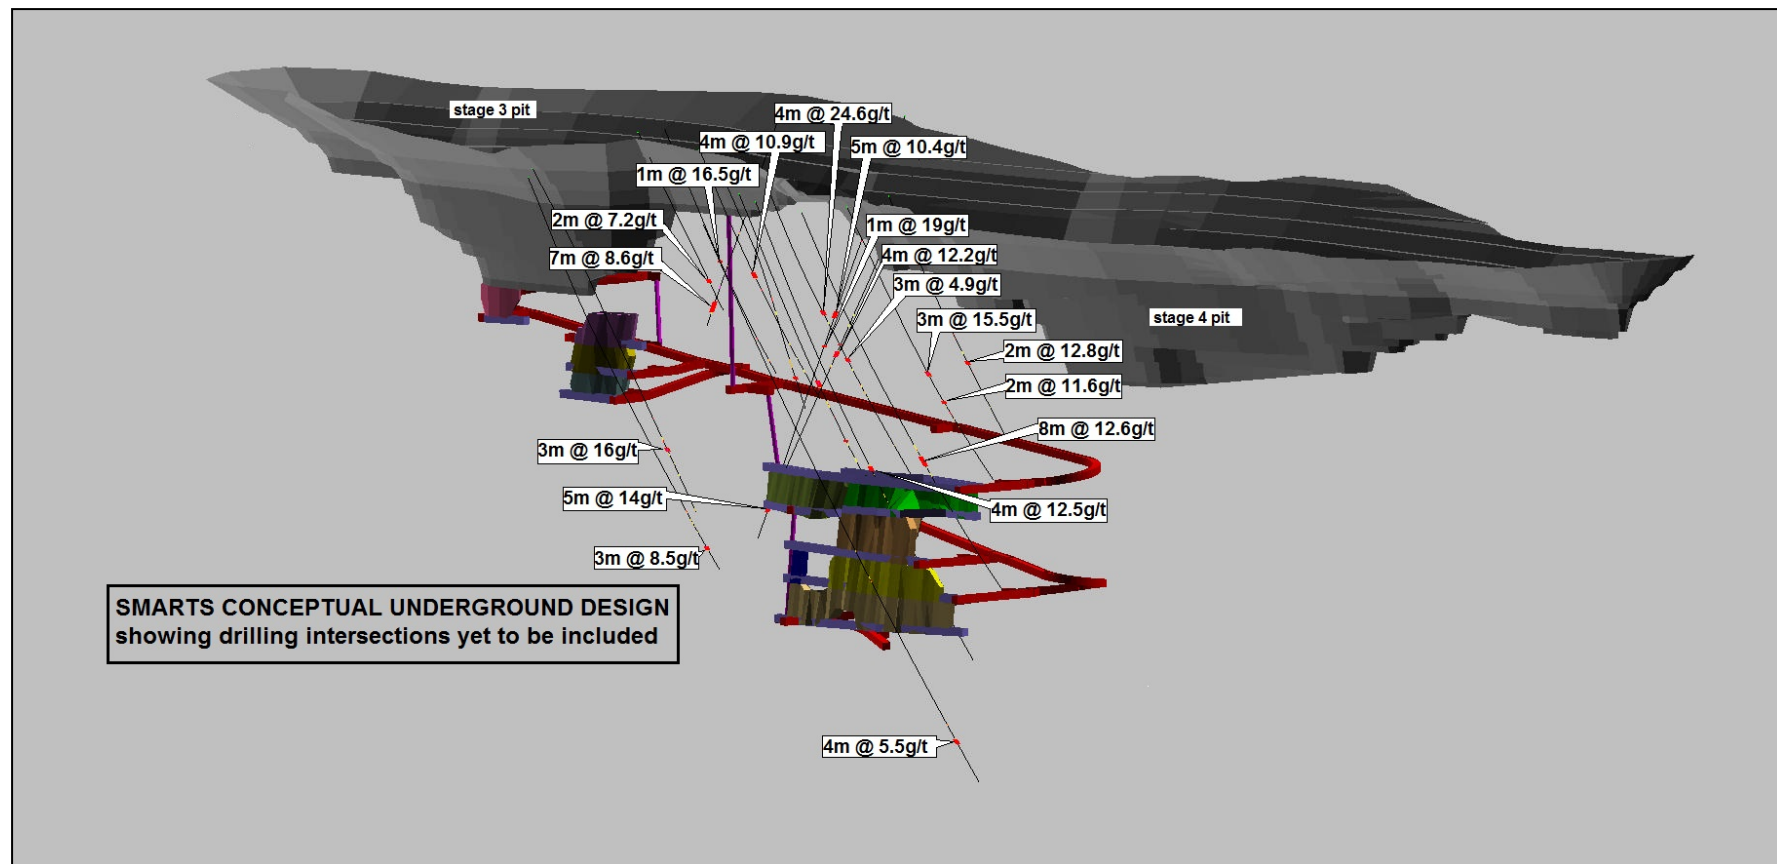 stage 3 pit
4m @ 24.6g/t
4m @ 10.9g/t
5m @ 10.4g/t
1m @ 16.5g/t
2m @ 7.2g/t
1m @ 19g/t
7m @ 8.6g/t
4m @ 12.2g/t
3m @ 4.9g/t
3m @ 15.5g/t
stage 4 pit
2m @ 12.8g/t
2m @ 11.6g/t
8m @ 12.6g/t
3m @ 16g/t
5m @ 14g/t
4m @ 12.5g/t
3m @ 8.5g/t
SMARTS CONCEPTUAL UNDERGROUND DESIGN
showing drilling intersections yet to be included
4m @ 5.5g/t